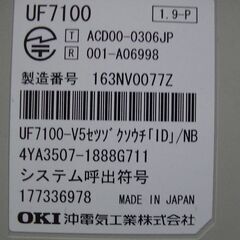 UF7100
1.9-P
T ACD00-0306JP
R 001-A06998
製造番号 163NV0077Z
UF7100-V5ｾﾂｿﾞｸｿｳﾁ｢ID｣/NB
4YA3507-1888G711
システム呼出符号
177336978 MADE IN JAPAN
OKI 沖電気工業株式会社